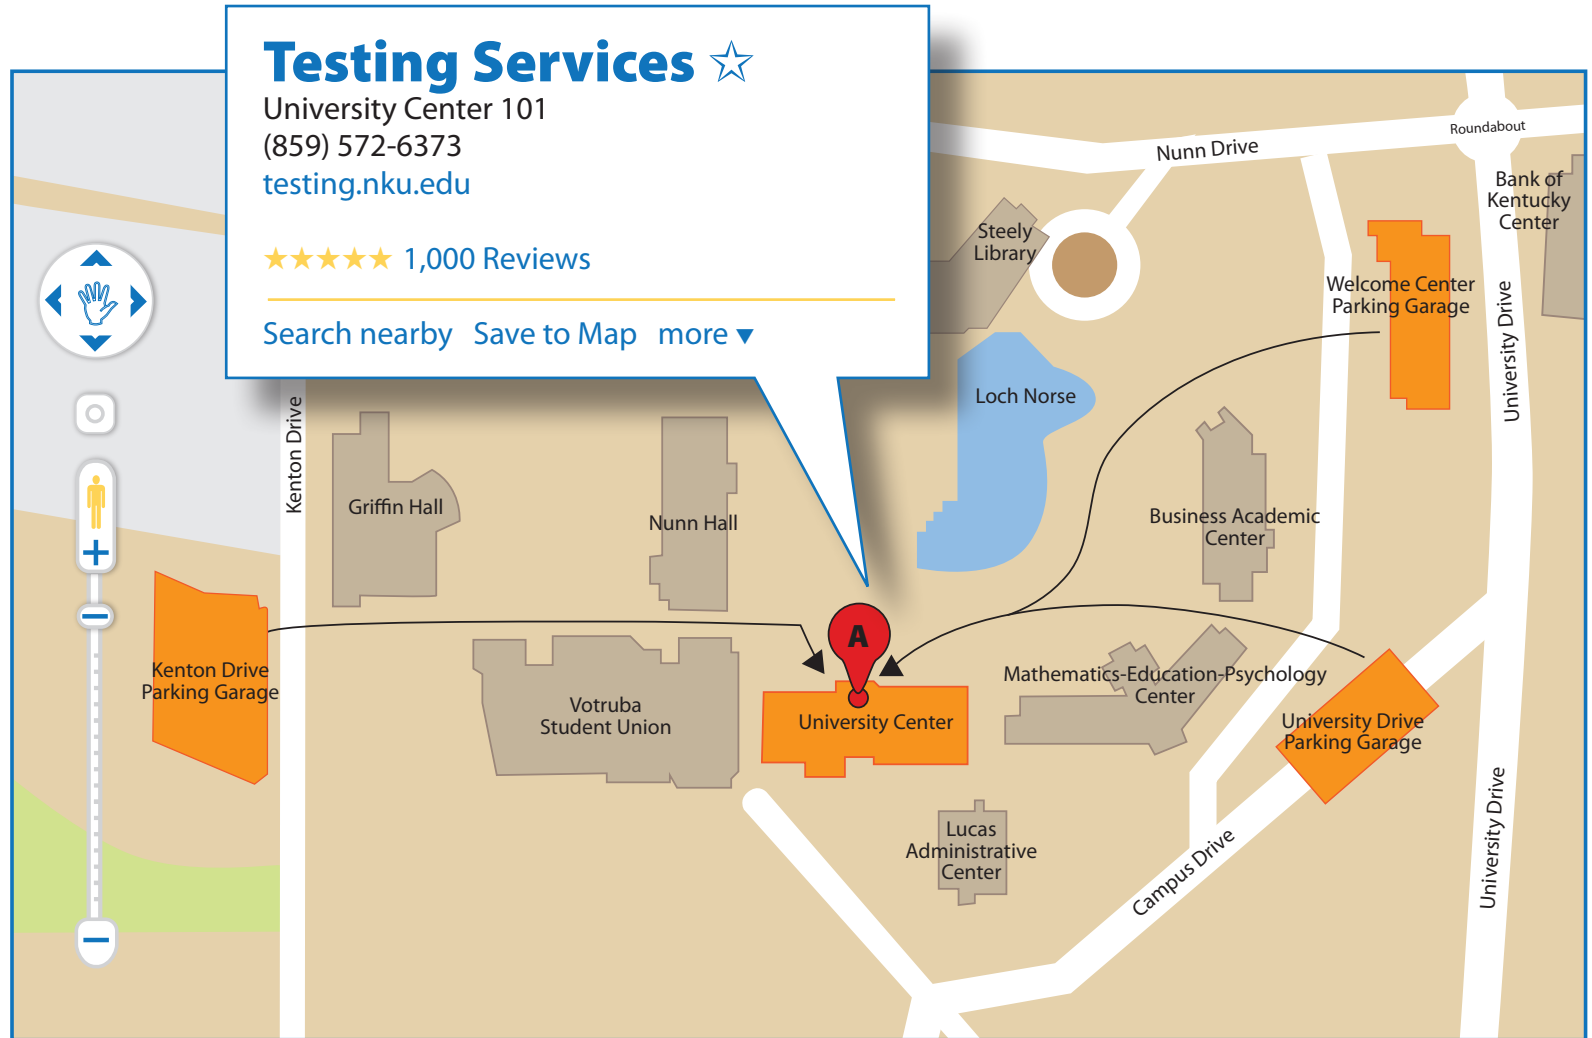 Testing Services
University Center 101
(859) 572-6373
testing.nku.edu
1,000 Reviews
Search nearby Save to Map more
Nunn Drive
Roundabout
Bank of
Kentucky
Center
Steely
Library
Welcome Center
Parking Garage
University Drive
Loch Norse
Kenton Drive
Griffin Hall
Nunn Hall
Business Academic
Center
A
Kenton Drive
Parking Garage
Votruba
Student Union
University Center
Mathematics-Education-Psychology
Center
University Drive
Parking Garage
Lucas
Administrative
Center
Campus Drive
University Drive